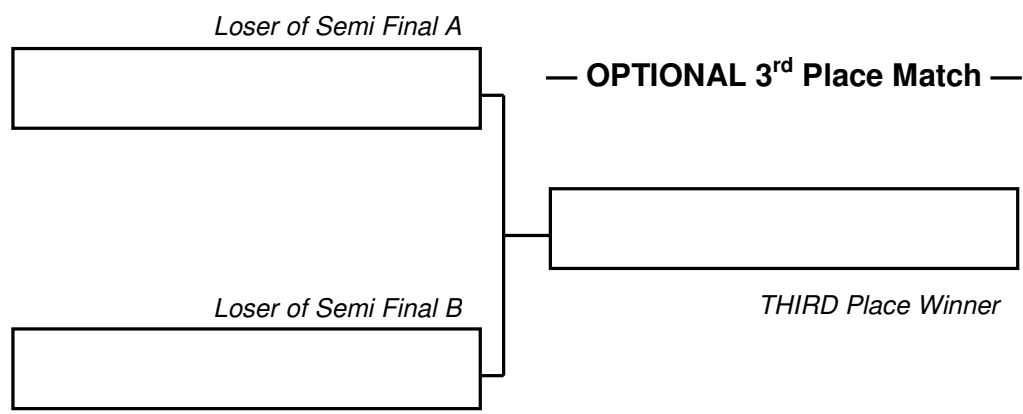 Loser of Semi Final A
— OPTIONAL 3rd Place Match —
Loser of Semi Final B
THIRD Place Winner